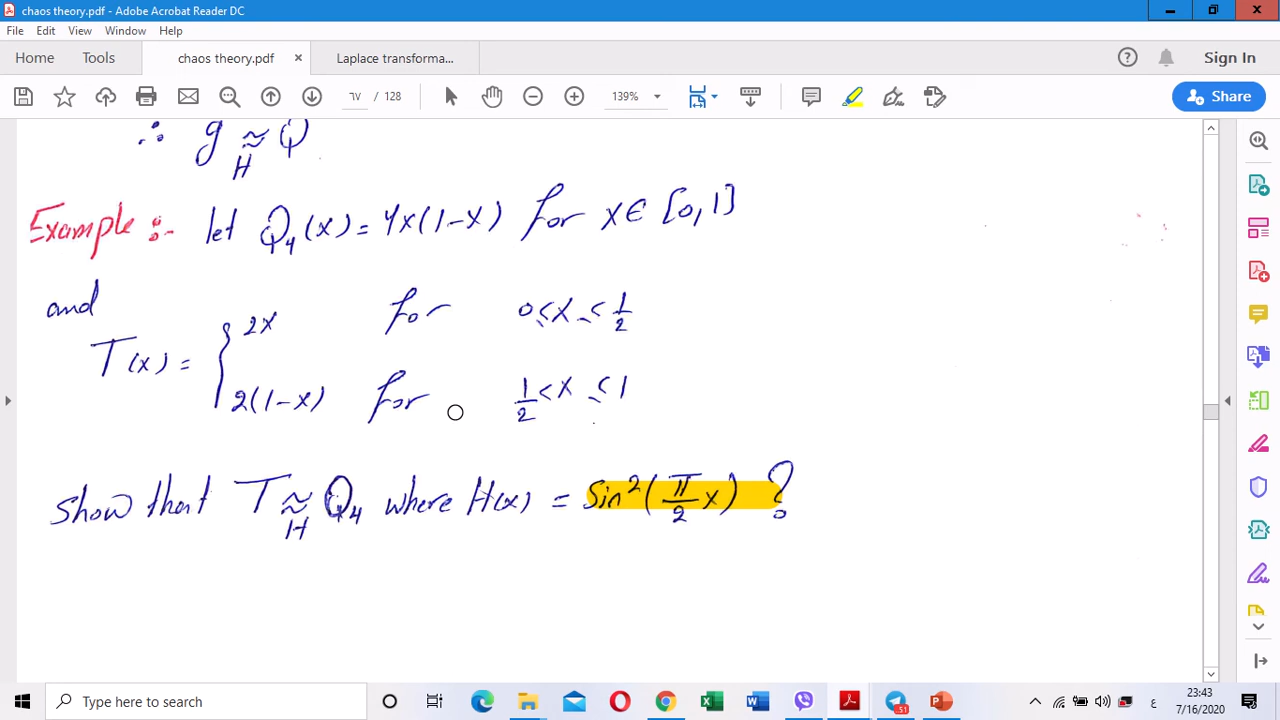 chaos theory.pdf - Adobe Acrobat Reader DC
File Edit View Window Help
Home Tools chaos theory.pdf × Laplace transforma...
Sign In
٦٧ / 128 139% Share
∴ g ≈ Q
H
Example :- let Q₄(x) = 4x(1-x) for x ∈ [0,1]
and
T(x) = { 2x for 0 ≤ x ≤ 1/2
2(1-x) for 1/2 < x ≤ 1
show that T ≈ Q₄ where H(x) = Sin²(π/2 x) ?
H
Type here to search
51
ع 23:43
7/16/2020